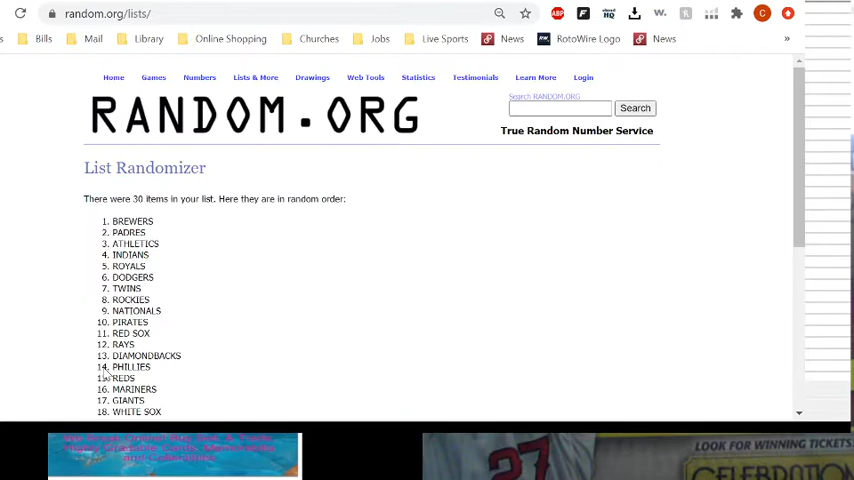 random.org/lists/
ABP
F
HQ
W.
C
Bills Mail Library Online Shopping Churches Jobs Live Sports News RotoWire Logo News »
Home Games Numbers Lists & More Drawings Web Tools Statistics Testimonials Learn More Login
RANDOM.ORG
Search RANDOM.ORG
Search
True Random Number Service
List Randomizer
There were 30 items in your list. Here they are in random order:
1. BREWERS
2. PADRES
3. ATHLETICS
4. INDIANS
5. ROYALS
6. DODGERS
7. TWINS
8. ROCKIES
9. NATIONALS
10. PIRATES
11. RED SOX
12. RAYS
13. DIAMONDBACKS
14. PHILLIES
15. REDS
16. MARINERS
17. GIANTS
18. WHITE SOX
and Collectibles
27
LOOK FOR WINNING TICKETS
CELEBRATION